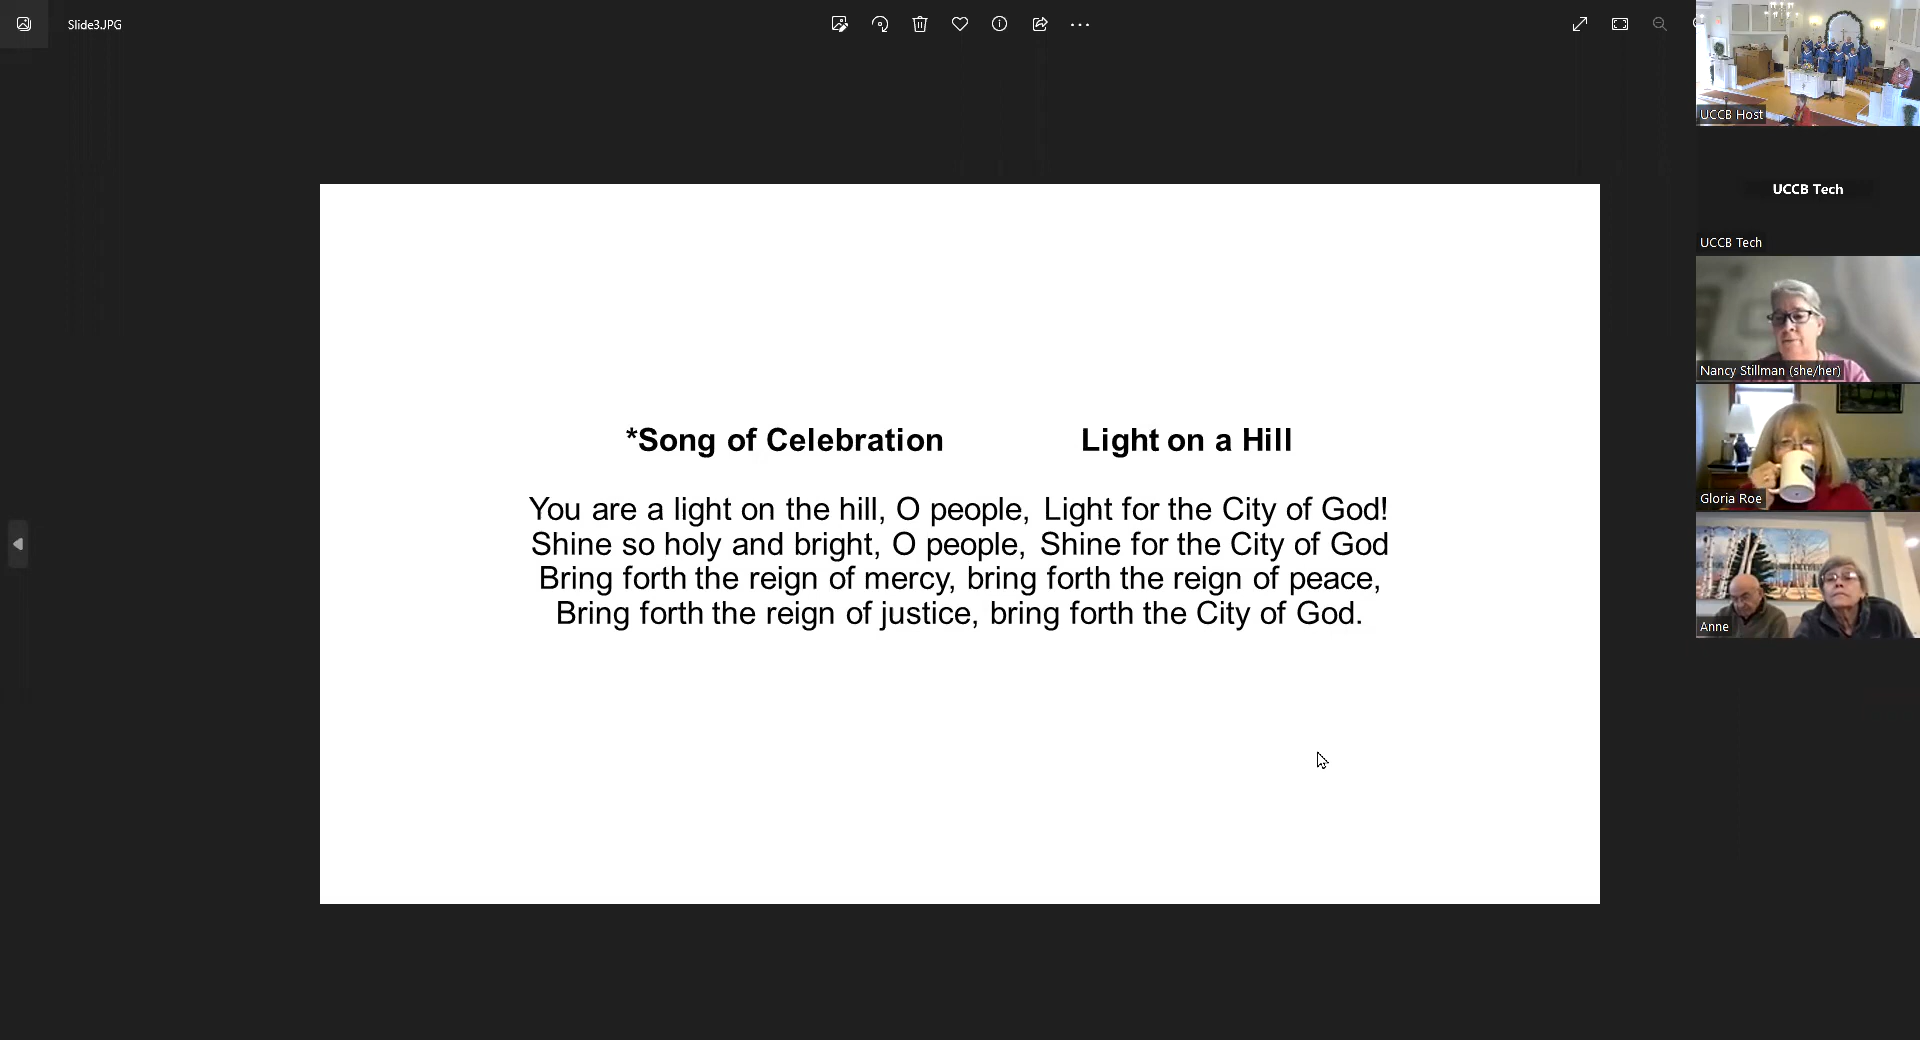 Slide3.JPG
*Song of Celebration Light on a Hill
You are a light on the hill, O people, Light for the City of God!
Shine so holy and bright, O people, Shine for the City of God
Bring forth the reign of mercy, bring forth the reign of peace,
Bring forth the reign of justice, bring forth the City of God.
UCCB Host
UCCB Tech
UCCB Tech
Nancy Stillman (she/her)
Gloria Roe
Anne